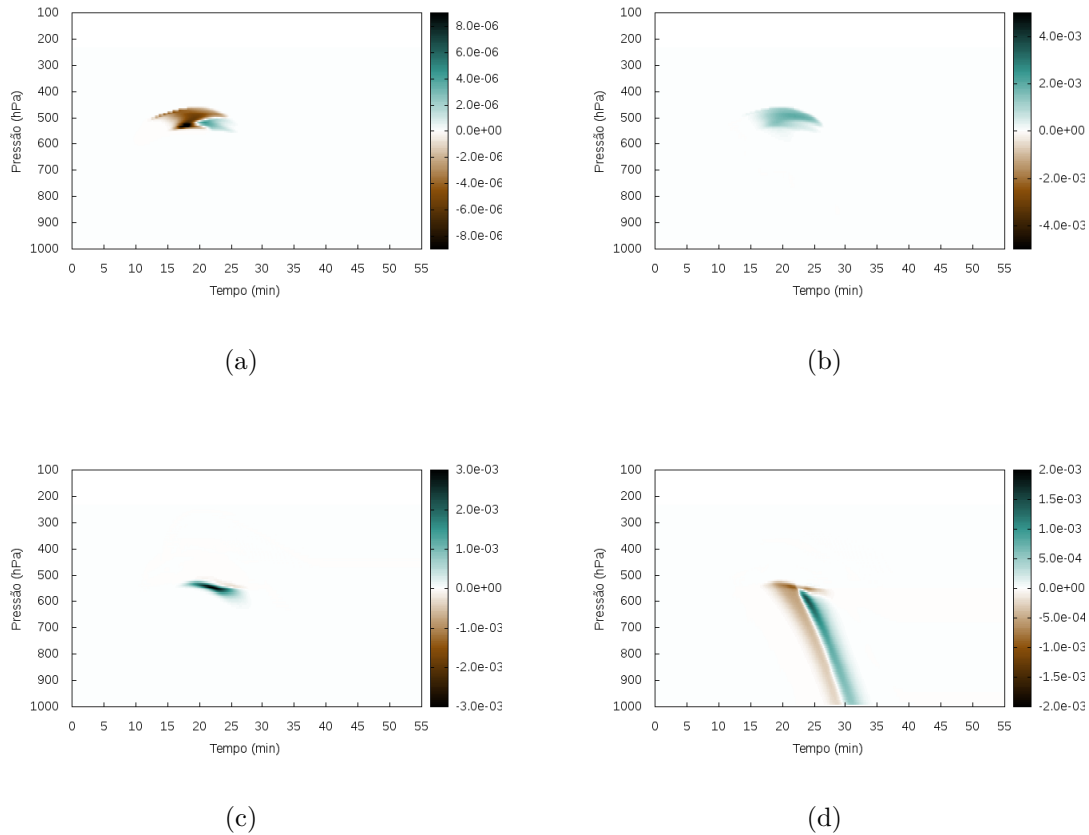 100
200
300
400
500
600
700
800
900
1000
Pressão (hPa)
0 5 10 15 20 25 30 35 40 45 50 55
Tempo (min)
8.0e-06
6.0e-06
4.0e-06
2.0e-06
0.0e+00
-2.0e-06
-4.0e-06
-6.0e-06
-8.0e-06
(a)
100
200
300
400
500
600
700
800
900
1000
Pressão (hPa)
0 5 10 15 20 25 30 35 40 45 50 55
Tempo (min)
4.0e-03
2.0e-03
0.0e+00
-2.0e-03
-4.0e-03
(b)
100
200
300
400
500
600
700
800
900
1000
Pressão (hPa)
0 5 10 15 20 25 30 35 40 45 50 55
Tempo (min)
3.0e-03
2.0e-03
1.0e-03
0.0e+00
-1.0e-03
-2.0e-03
-3.0e-03
(c)
100
200
300
400
500
600
700
800
900
1000
Pressão (hPa)
0 5 10 15 20 25 30 35 40 45 50 55
Tempo (min)
2.0e-03
1.5e-03
1.0e-03
5.0e-04
0.0e+00
-5.0e-04
-1.0e-03
-1.5e-03
-2.0e-03
(d)